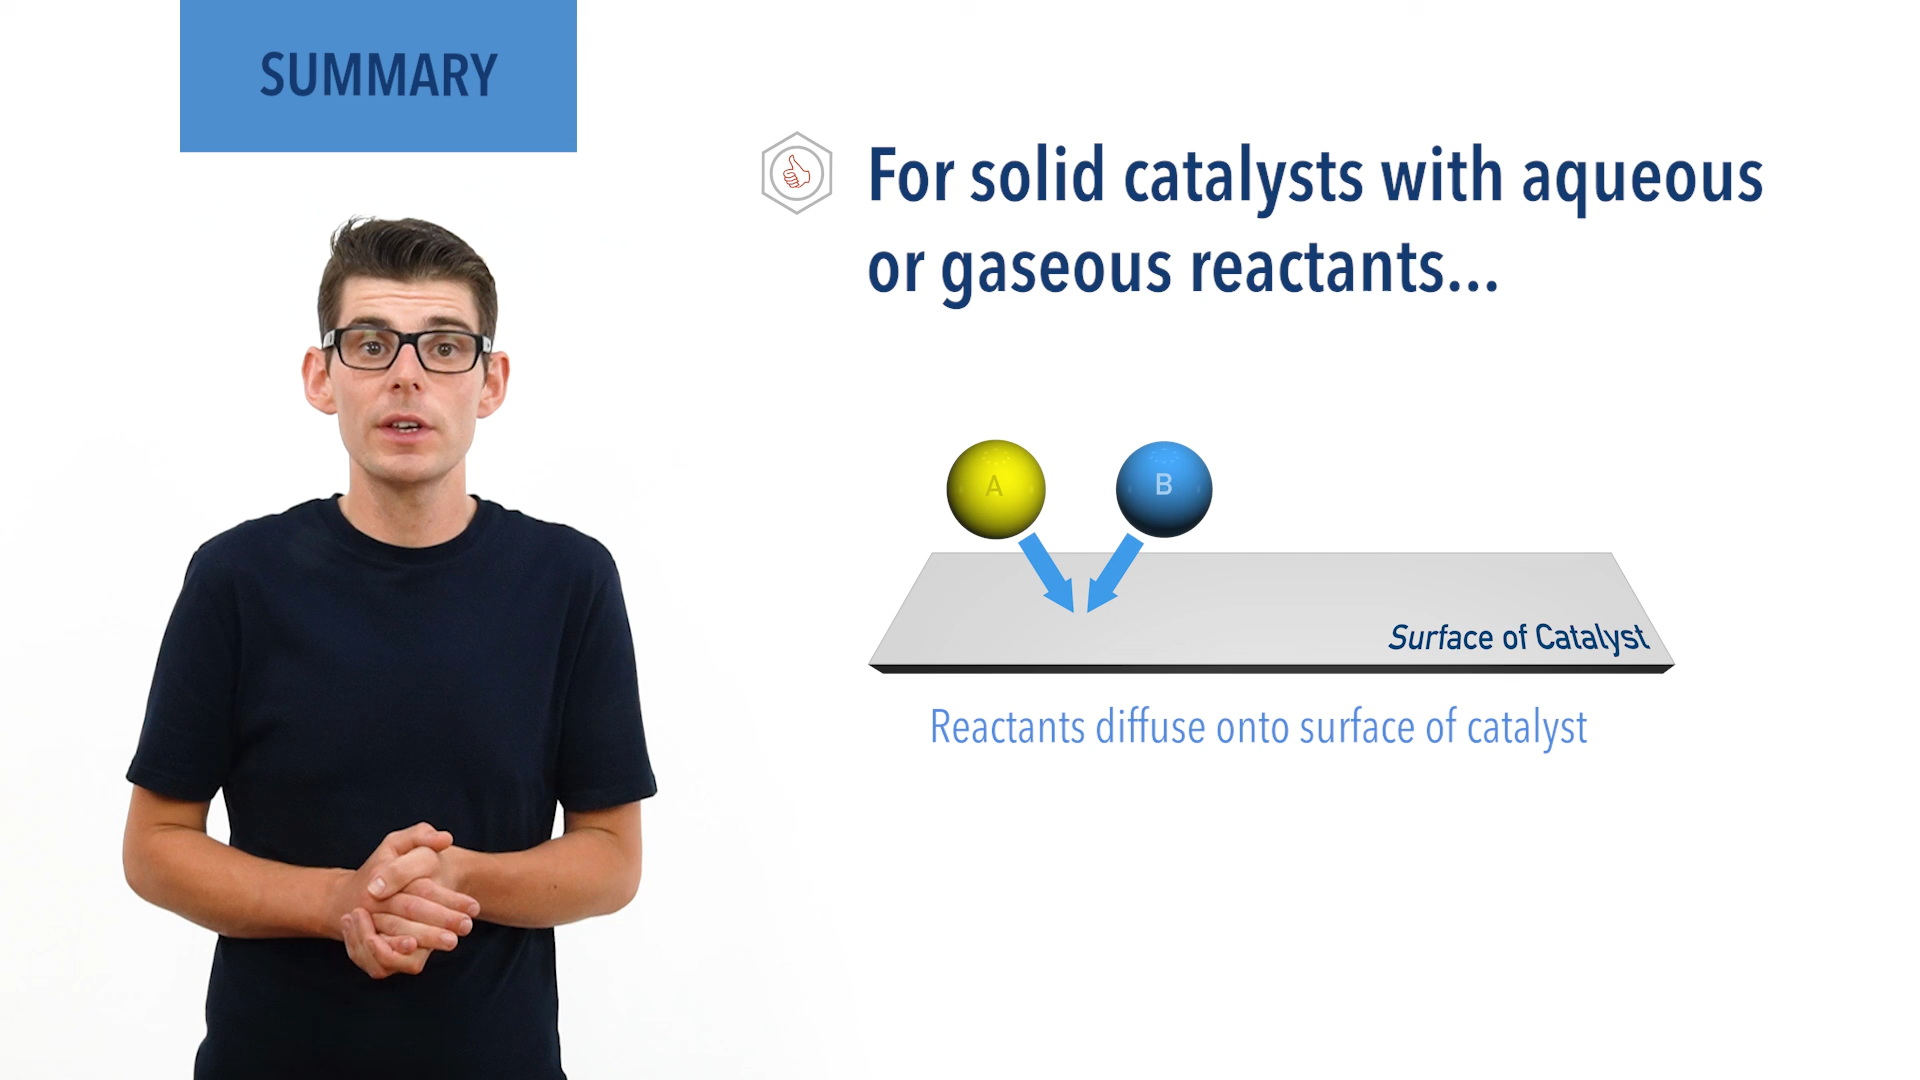 SUMMARY
For solid catalysts with aqueous
or gaseous reactants...
A
B
Surface of Catalyst
Reactants diffuse onto surface of catalyst